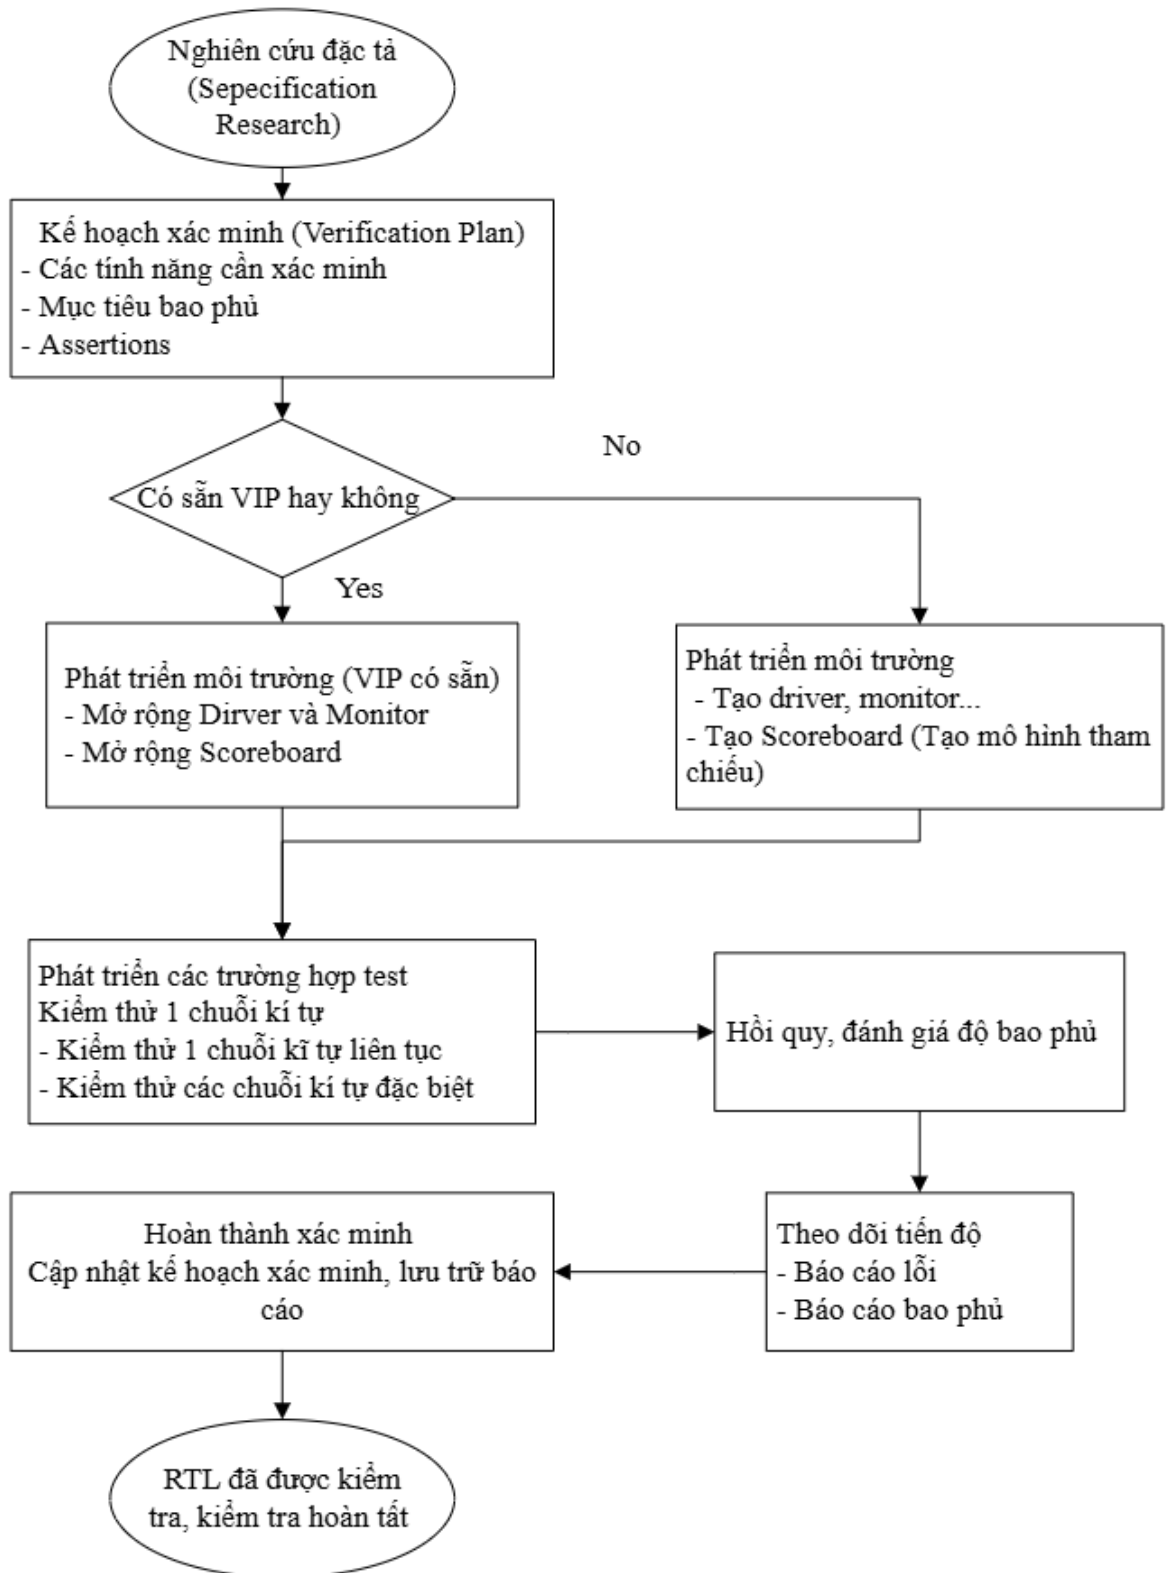 Nghiên cứu đặc tả
(Sepecification
Research)
Kế hoạch xác minh (Verification Plan)
- Các tính năng cần xác minh
- Mục tiêu bao phủ
- Assertions
No
Có sẵn VIP hay không
Yes
Phát triển môi trường (VIP có sẵn)
- Mở rộng Dirver và Monitor
- Mở rộng Scoreboard
Phát triển môi trường
- Tạo driver, monitor...
- Tạo Scoreboard (Tạo mô hình tham
chiếu)
Phát triển các trường hợp test
Kiểm thử 1 chuỗi kí tự
- Kiểm thử 1 chuỗi kĩ tự liên tục
- Kiểm thử các chuỗi kí tự đặc biệt
Hồi quy, đánh giá độ bao phủ
Theo dõi tiến độ
- Báo cáo lỗi
- Báo cáo bao phủ
Hoàn thành xác minh
Cập nhật kế hoạch xác minh, lưu trữ báo
cáo
RTL đã được kiểm
tra, kiểm tra hoàn tất